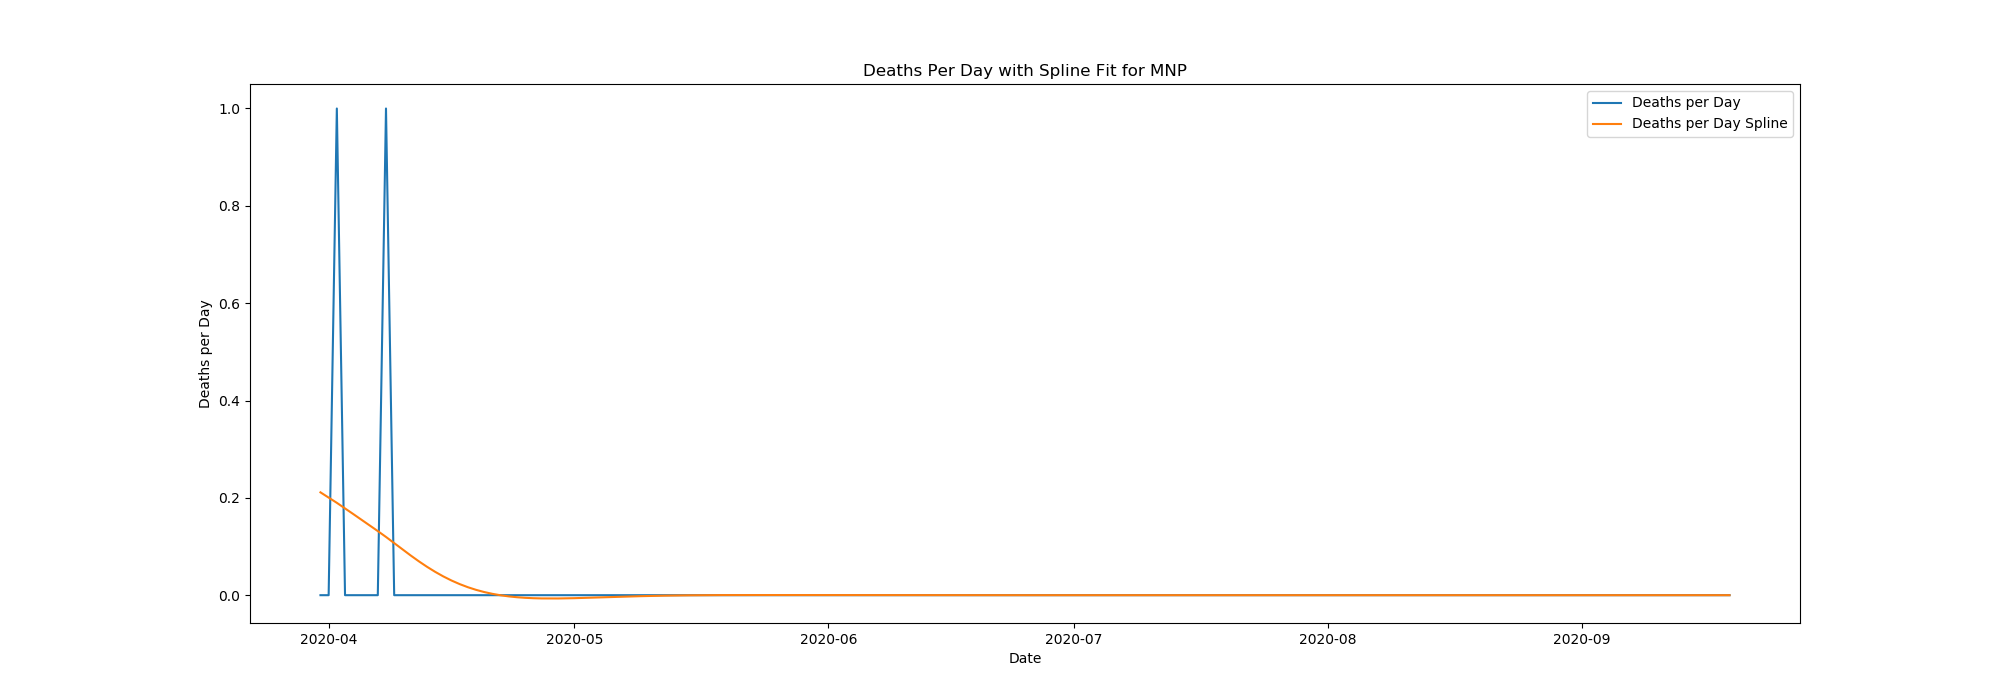 Deaths Per Day with Spline Fit for MNP
Deaths per Day
Deaths per Day Spline
Deaths per Day
1.0
0.8
0.6
0.4
0.2
0.0
2020-04
2020-05
2020-06
2020-07
2020-08
2020-09
Date